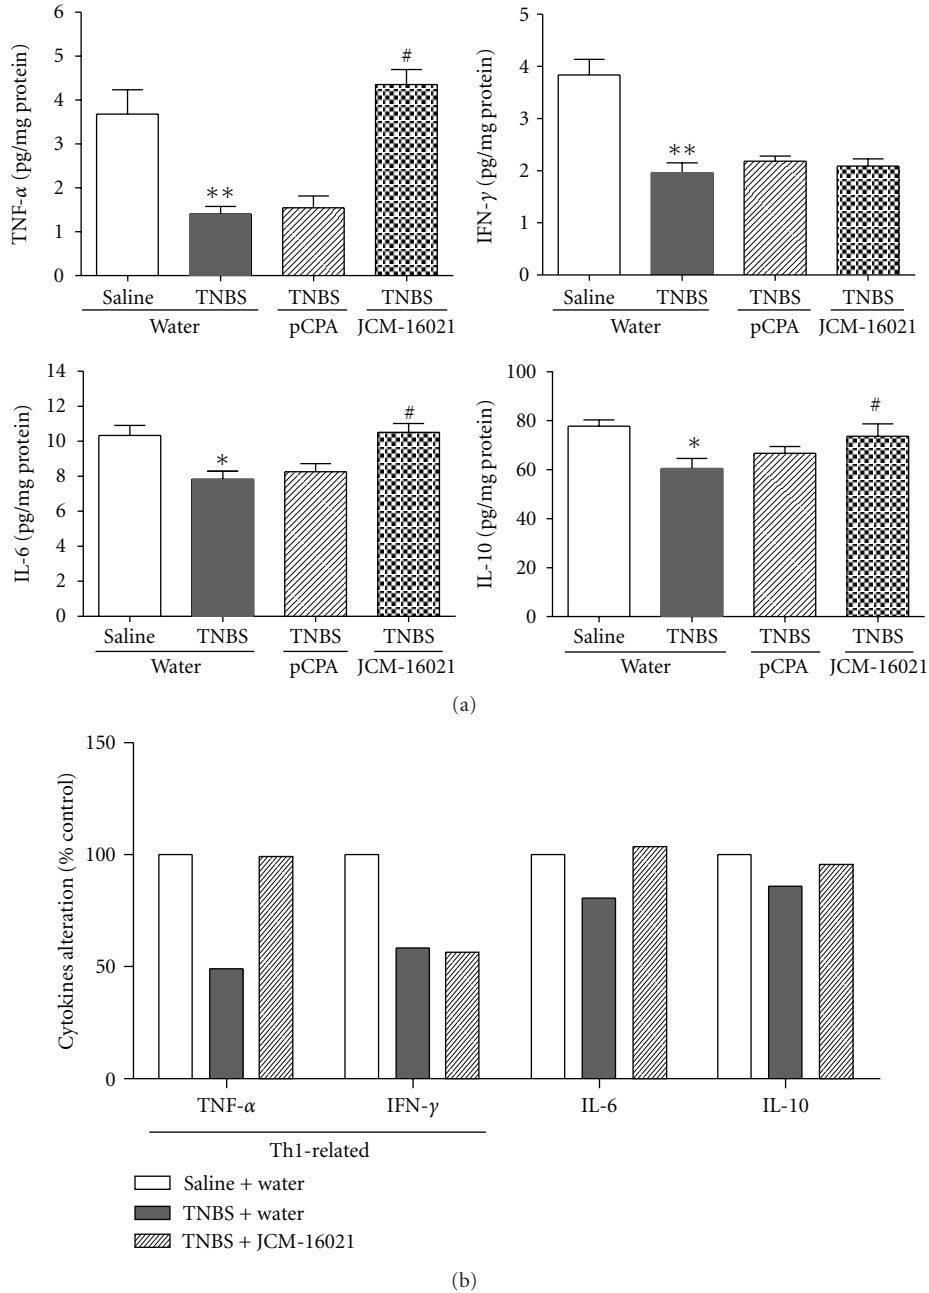 TNF-α (pg/mg protein)
6
5
4
3
2
1
0
**
#
Saline TNBS TNBS TNBS
Water pCPA JCM-16021
IFN-γ (pg/mg protein)
5
4
3
2
1
0
**
Saline TNBS TNBS TNBS
Water pCPA JCM-16021
IL-6 (pg/mg protein)
14
12
10
8
6
4
2
0
*
#
Saline TNBS TNBS TNBS
Water pCPA JCM-16021
IL-10 (pg/mg protein)
100
80
60
40
20
0
*
#
Saline TNBS TNBS TNBS
Water pCPA JCM-16021
(a)
Cytokines alteration (% control)
150
100
50
0
TNF-α IFN-γ IL-6 IL-10
Th1-related
Saline + water
TNBS + water
TNBS + JCM-16021
(b)